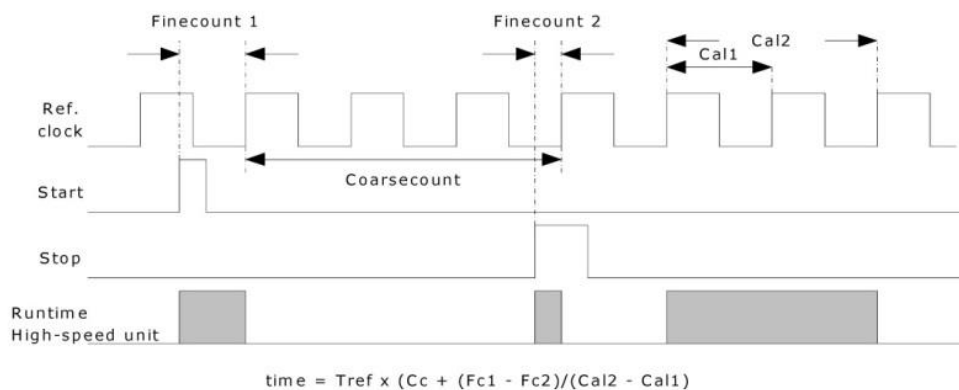 Finecount 1
Finecount 2
Cal2
Cal1
Ref.
clock
Coarsecount
Start
Stop
Runtime
High-speed unit
time = Tref x (Cc + (Fc1 - Fc2)/(Cal2 - Cal1)